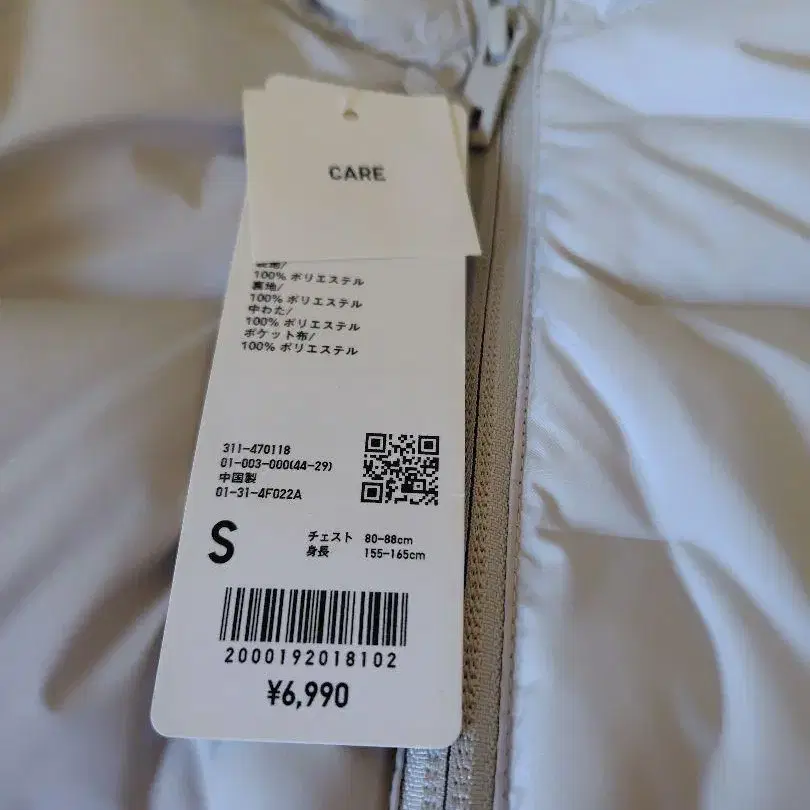 CARE
100% ポリエステル
裏地/
100% ポリエステル
中わた/
100% ポリエステル
ポケット布/
100% ポリエステル
311-470118
01-003-000(44-29)
中国製
01-31-4F022A
S
チェスト 80-88cm
身長 155-165cm
2000192018102
¥6,990